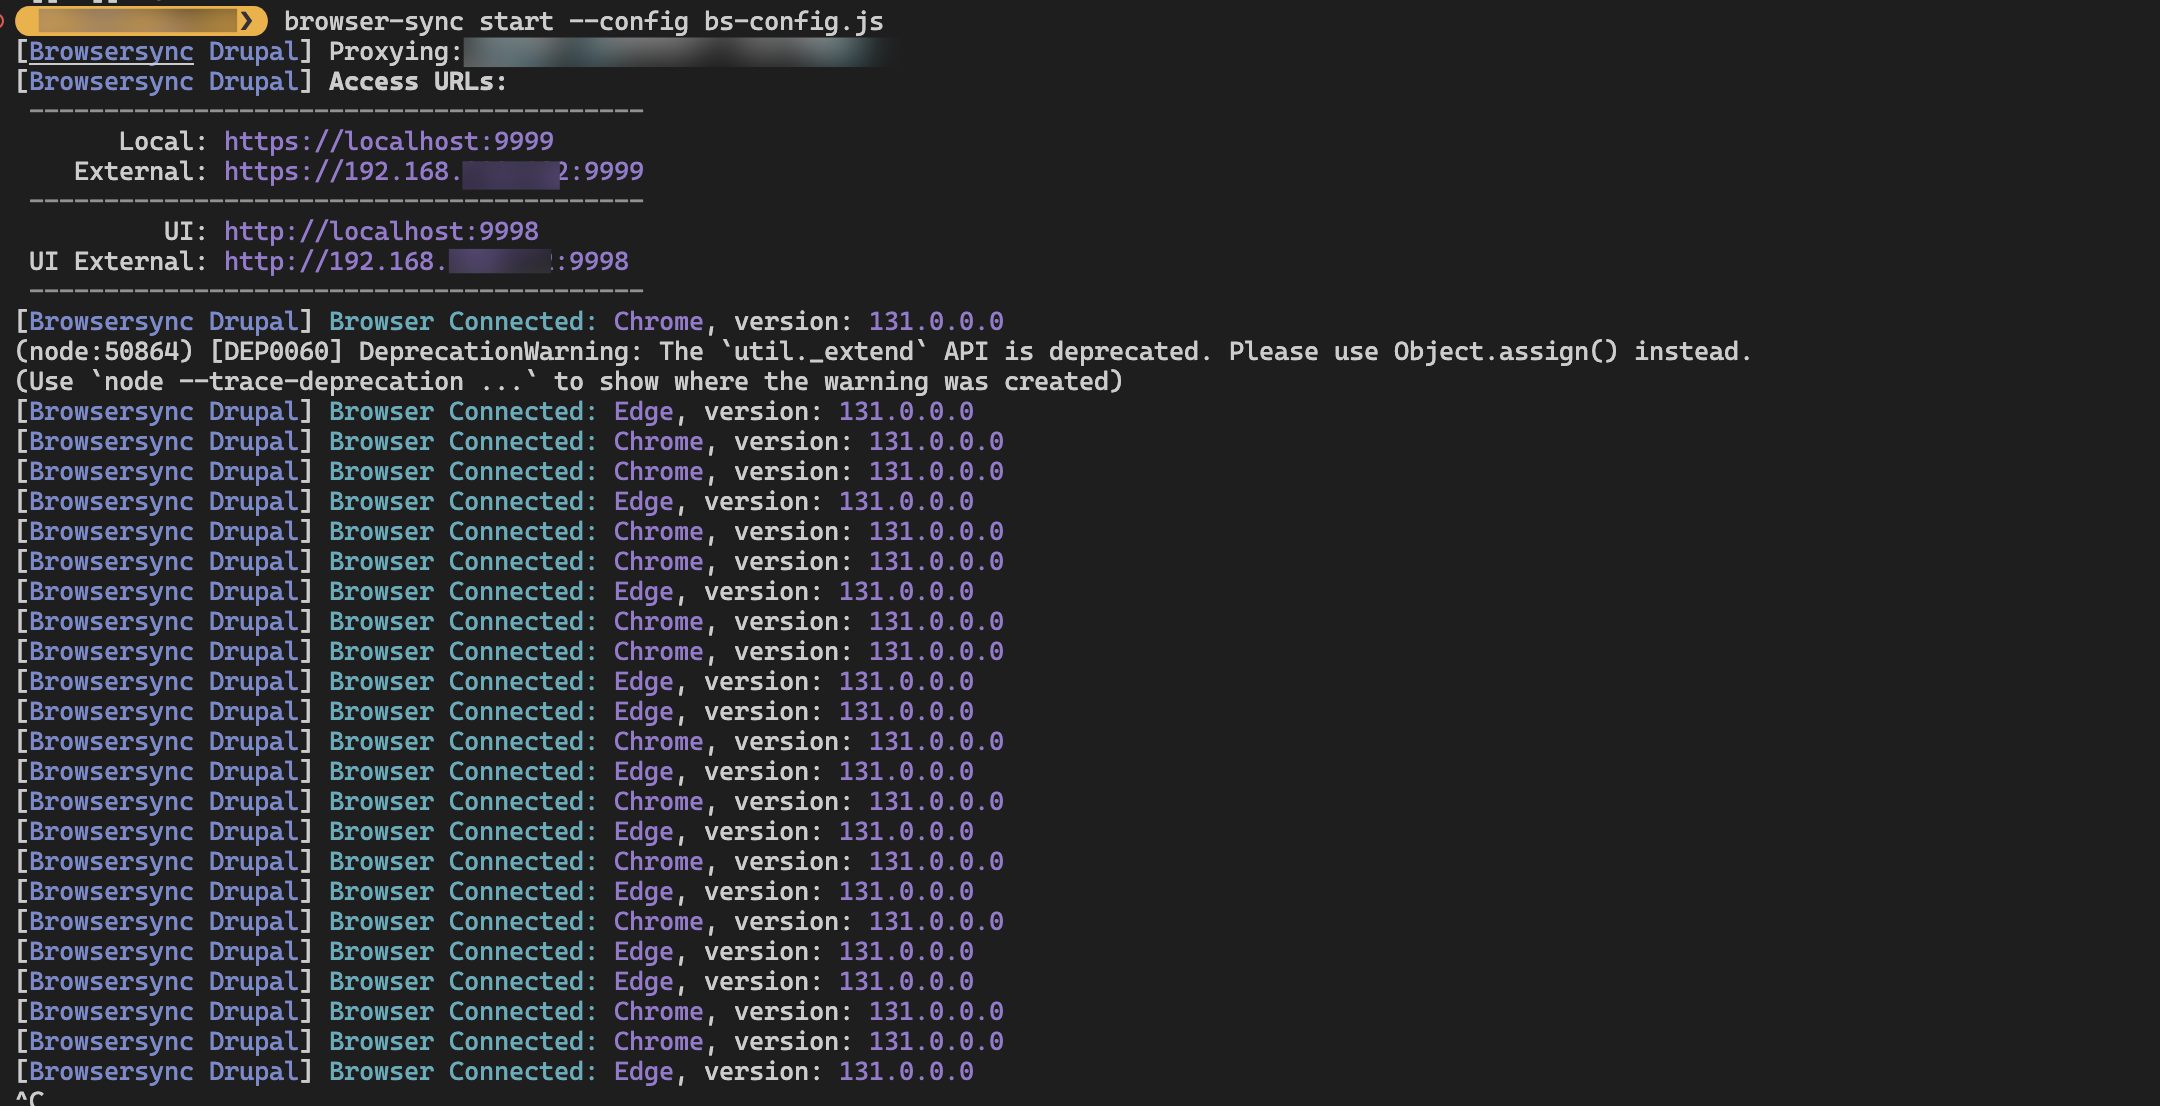 ❯ browser-sync start --config bs-config.js
[Browsersync Drupal] Proxying:
[Browsersync Drupal] Access URLs:
-----------------------------------------
Local: https://localhost:9999
External: https://192.168.2:9999
-----------------------------------------
UI: http://localhost:9998
UI External: http://192.168.:9998
-----------------------------------------
[Browsersync Drupal] Browser Connected: Chrome, version: 131.0.0.0
(node:50864) [DEP0060] DeprecationWarning: The `util._extend` API is deprecated. Please use Object.assign() instead.
(Use `node --trace-deprecation ...` to show where the warning was created)
[Browsersync Drupal] Browser Connected: Edge, version: 131.0.0.0
[Browsersync Drupal] Browser Connected: Chrome, version: 131.0.0.0
[Browsersync Drupal] Browser Connected: Chrome, version: 131.0.0.0
[Browsersync Drupal] Browser Connected: Edge, version: 131.0.0.0
[Browsersync Drupal] Browser Connected: Chrome, version: 131.0.0.0
[Browsersync Drupal] Browser Connected: Chrome, version: 131.0.0.0
[Browsersync Drupal] Browser Connected: Edge, version: 131.0.0.0
[Browsersync Drupal] Browser Connected: Chrome, version: 131.0.0.0
[Browsersync Drupal] Browser Connected: Chrome, version: 131.0.0.0
[Browsersync Drupal] Browser Connected: Edge, version: 131.0.0.0
[Browsersync Drupal] Browser Connected: Edge, version: 131.0.0.0
[Browsersync Drupal] Browser Connected: Chrome, version: 131.0.0.0
[Browsersync Drupal] Browser Connected: Edge, version: 131.0.0.0
[Browsersync Drupal] Browser Connected: Chrome, version: 131.0.0.0
[Browsersync Drupal] Browser Connected: Edge, version: 131.0.0.0
[Browsersync Drupal] Browser Connected: Chrome, version: 131.0.0.0
[Browsersync Drupal] Browser Connected: Edge, version: 131.0.0.0
[Browsersync Drupal] Browser Connected: Chrome, version: 131.0.0.0
[Browsersync Drupal] Browser Connected: Edge, version: 131.0.0.0
[Browsersync Drupal] Browser Connected: Edge, version: 131.0.0.0
[Browsersync Drupal] Browser Connected: Chrome, version: 131.0.0.0
[Browsersync Drupal] Browser Connected: Chrome, version: 131.0.0.0
[Browsersync Drupal] Browser Connected: Edge, version: 131.0.0.0
^C